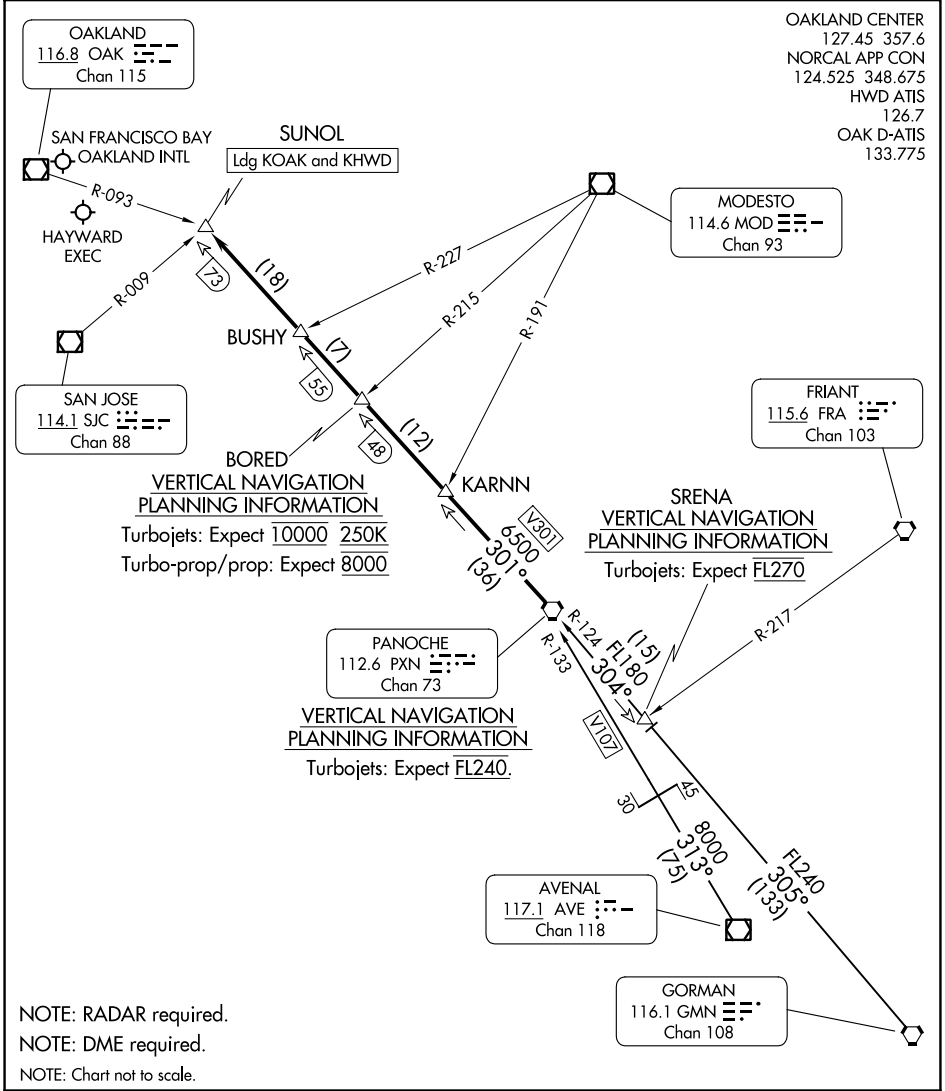 OAKLAND
116.8 OAK
Chan 115
OAKLAND CENTER
127.45 357.6
NORCAL APP CON
124.525 348.675
HWD ATIS
126.7
OAK D-ATIS
133.775
SAN FRANCISCO BAY
OAKLAND INTL
SUNOL
Ldg KOAK and KHWD
R-093
HAYWARD
EXEC
MODESTO
114.6 MOD
Chan 93
R-009
73
(18)
R-227
R-215
R-191
BUSHY
(7)
55
SAN JOSE
114.1 SJC
Chan 88
FRIANT
115.6 FRA
Chan 103
(12)
48
BORED
VERTICAL NAVIGATION
PLANNING INFORMATION
Turbojets: Expect 10000 250K
Turbo-prop/prop: Expect 8000
KARNN
V301
6500
301°
(36)
SRENA
VERTICAL NAVIGATION
PLANNING INFORMATION
Turbojets: Expect FL270
R-217
PANOCHE
112.6 PXN
Chan 73
VERTICAL NAVIGATION
PLANNING INFORMATION
Turbojets: Expect FL240.
R-124
R-133
(15)
FL180
304°
V107
30
45
8000
313°
(75)
FL240
305°
(133)
AVENAL
117.1 AVE
Chan 118
GORMAN
116.1 GMN
Chan 108
NOTE: RADAR required.
NOTE: DME required.
NOTE: Chart not to scale.